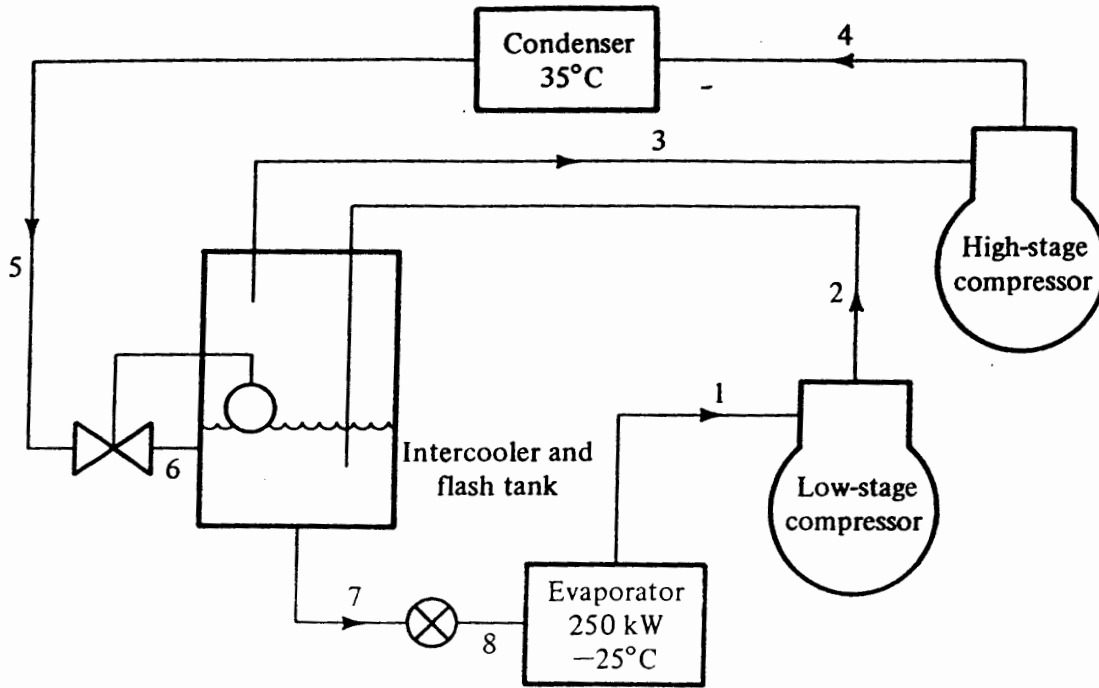 Condenser
35°C
4
3
High-stage
compressor
5
2
1
6
Intercooler and
flash tank
Low-stage
compressor
7
8
Evaporator
250 kW
−25°C